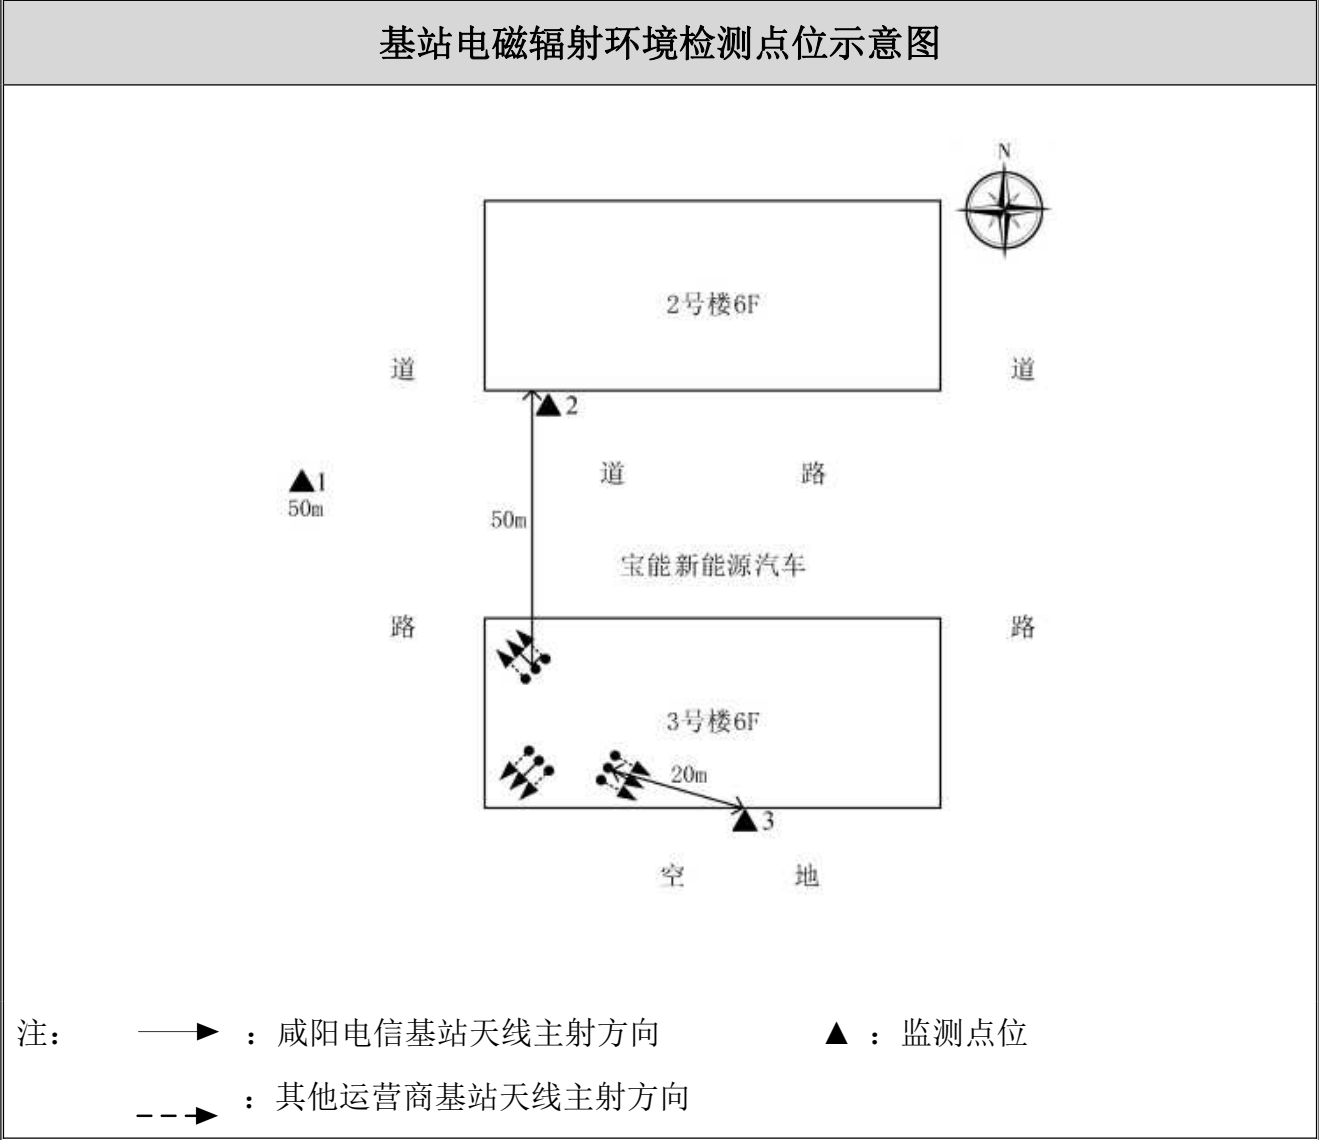 基站电磁辐射环境检测点位示意图
N
2号楼6F
道
道
▲2
道 路
▲1
50m
50m
宝能新能源汽车
路
路
3号楼6F
20m
▲3
空 地
注： ：咸阳电信基站天线主射方向 ▲：监测点位
：其他运营商基站天线主射方向